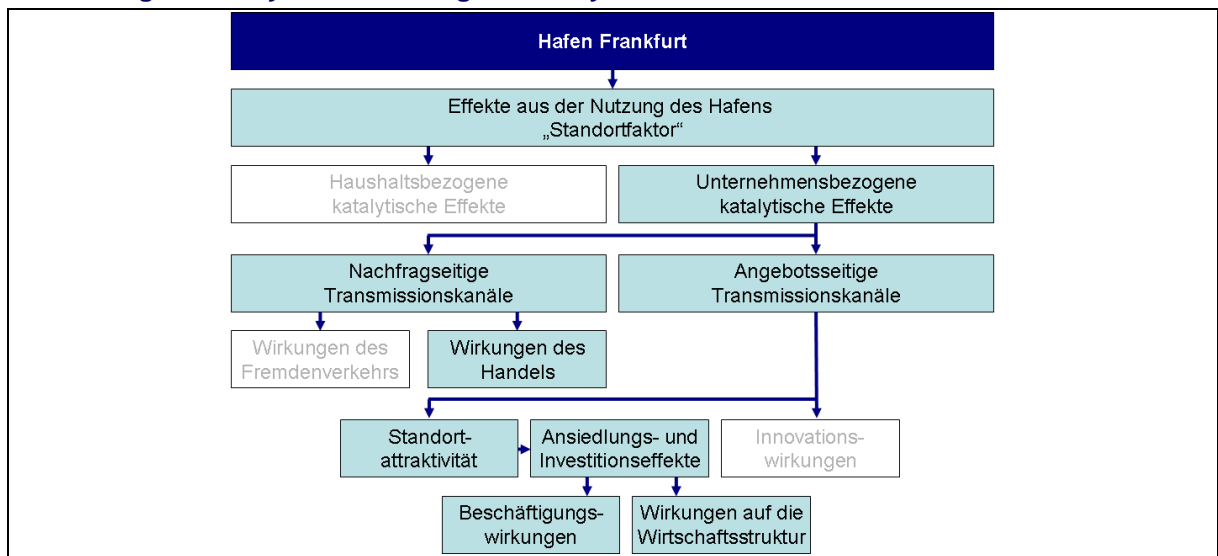 Hafen Frankfurt
Effekte aus der Nutzung des Hafens
„Standortfaktor“
Haushaltsbezogene
katalytische Effekte
Unternehmensbezogene
katalytische Effekte
Nachfragseitige
Transmissionskanäle
Angebotsseitige
Transmissionskanäle
Wirkungen des
Fremdenverkehrs
Wirkungen des
Handels
Standort-
attraktivität
Ansiedlungs- und
Investitionseffekte
Innovations-
wirkungen
Beschäftigungs-
wirkungen
Wirkungen auf die
Wirtschaftsstruktur